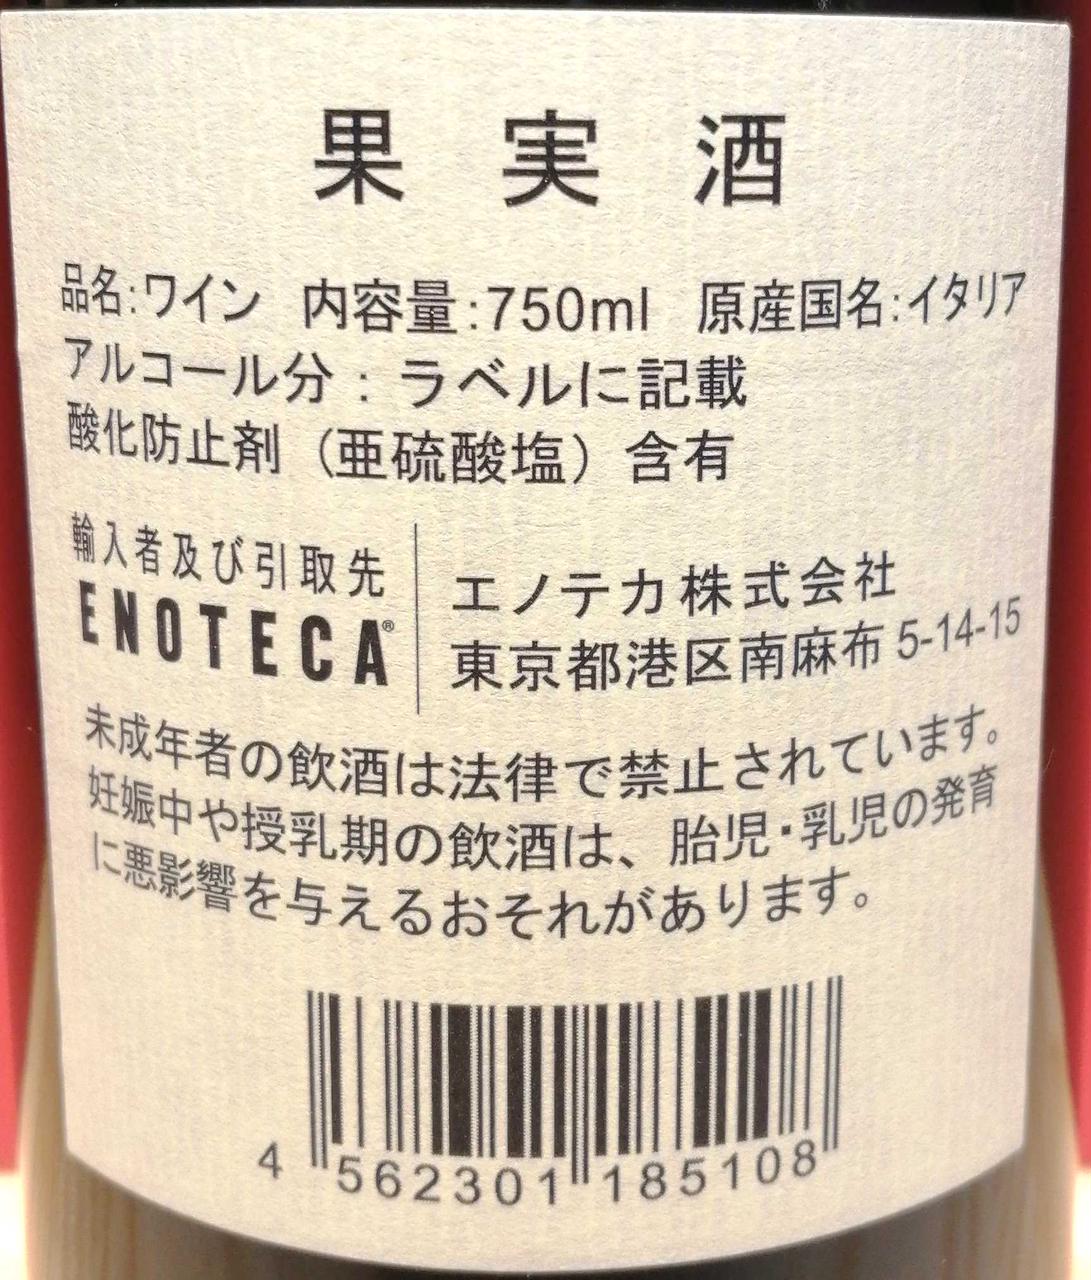 果実酒
品名:ワイン 内容量:750ml 原産国名:イタリア
アルコール分：ラベルに記載
酸化防止剤（亜硫酸塩）含有
輸入者及び引取先
ENOTECA®
エノテカ株式会社
東京都港区南麻布 5-14-15
未成年者の飲酒は法律で禁止されています。
妊娠中や授乳期の飲酒は、胎児・乳児の発育
に悪影響を与えるおそれがあります。
4 562301 185108